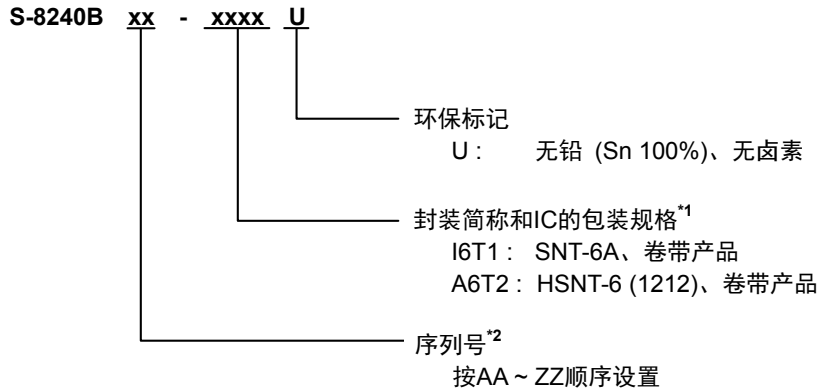 S-8240B xx - xxxx U
环保标记
U : 无铅 (Sn 100%)、无卤素
封装简称和IC的包装规格*1
I6T1 : SNT-6A、卷带产品
A6T2 : HSNT-6 (1212)、卷带产品
序列号*2
按AA ~ ZZ顺序设置